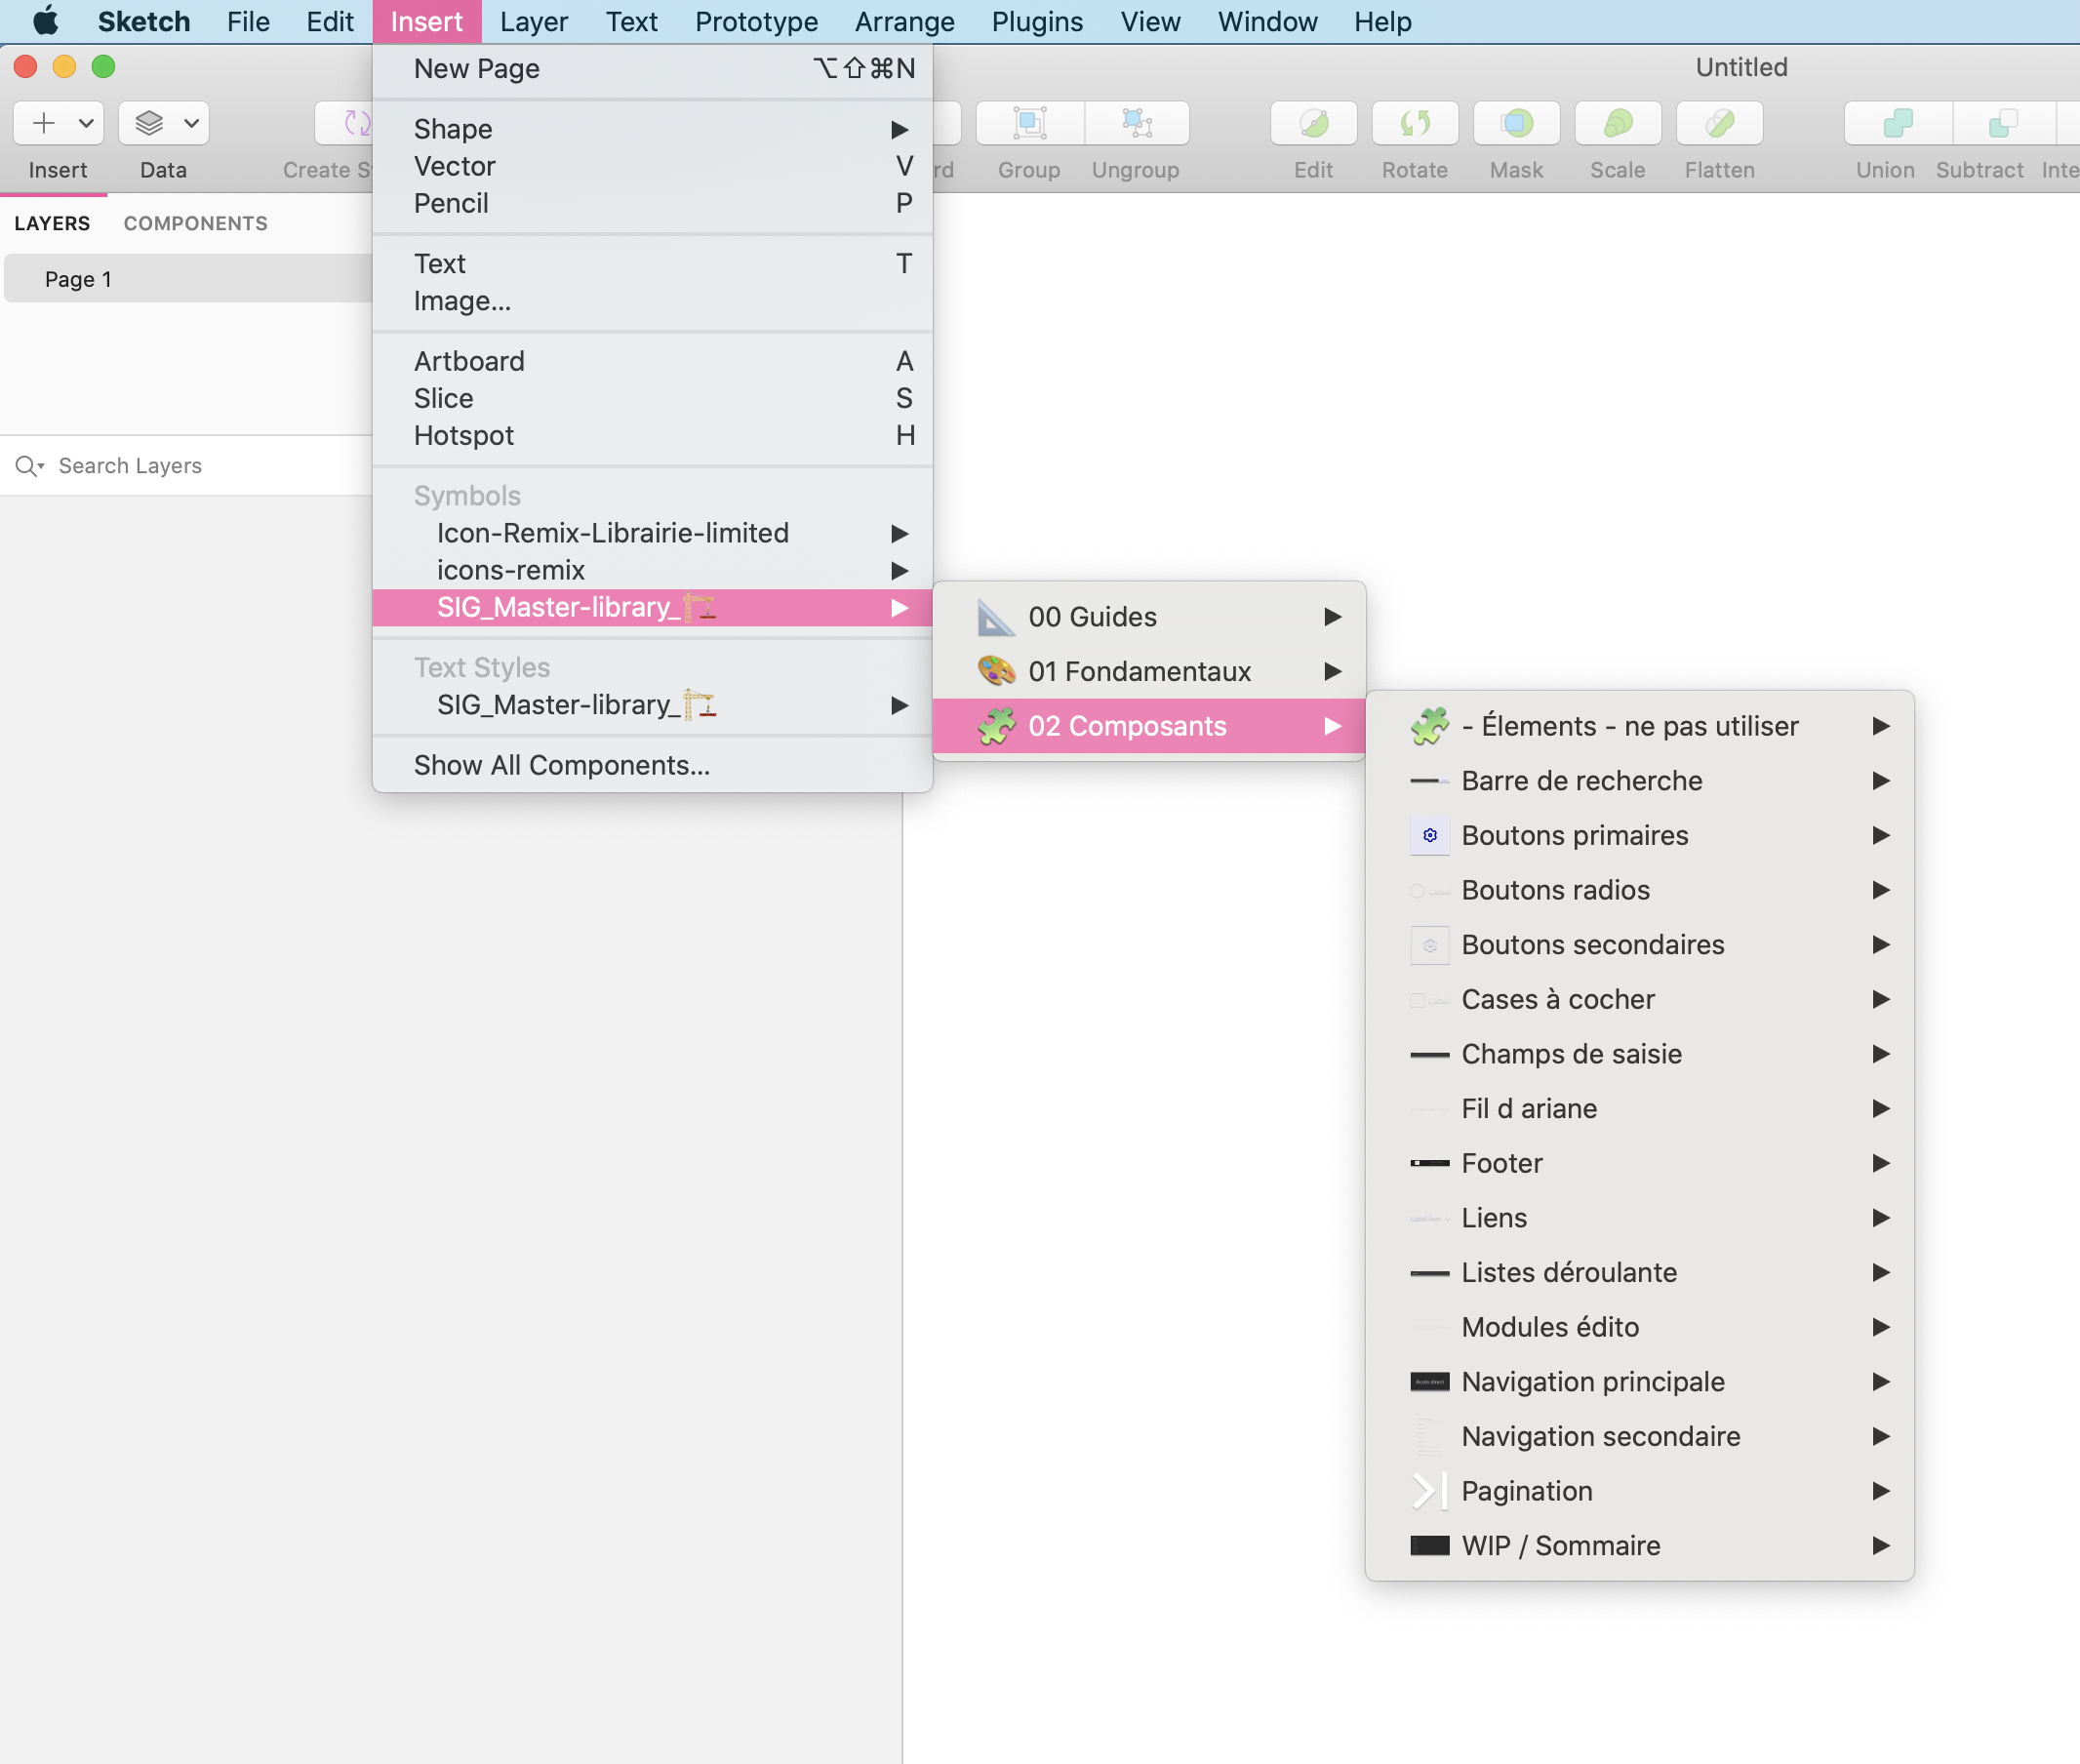 Sketch File Edit Insert Layer Text Prototype Arrange Plugins View Window Help
Untitled
Insert Data Create S rd Group Ungroup Edit Rotate Mask Scale Flatten Union Subtract Inte
LAYERS COMPONENTS
Page 1
Search Layers
New Page ⌥⇧⌘N
Shape
Vector V
Pencil P
Text T
Image...
Artboard A
Slice S
Hotspot H
Symbols
Icon-Remix-Librairie-limited
icons-remix
SIG_Master-library_🏗
Text Styles
SIG_Master-library_🏗
Show All Components...
00 Guides
01 Fondamentaux
02 Composants
- Élements - ne pas utiliser
Barre de recherche
Boutons primaires
Boutons radios
Boutons secondaires
Cases à cocher
Champs de saisie
Fil d ariane
Footer
Liens
Listes déroulante
Modules édito
Navigation principale
Navigation secondaire
Pagination
WIP / Sommaire